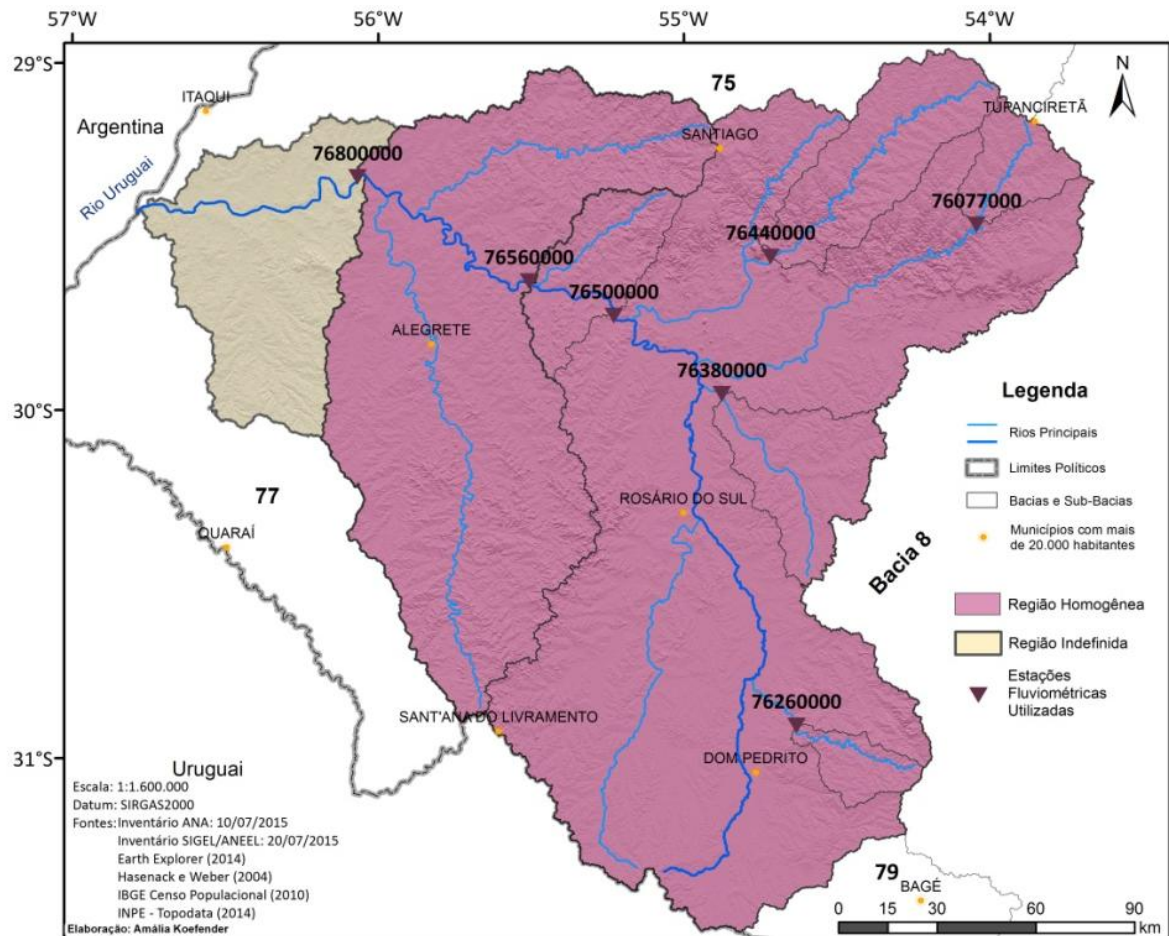 57°W
56°W
55°W
54°W
29°S
30°S
31°S
N
75
ITAQUI
Argentina
TUPANCIRETÃ
SANTIAGO
76800000
Rio Uruguai
76077000
76440000
76560000
76500000
ALEGRETE
76380000
77
ROSÁRIO DO SUL
QUARAÍ
Bacia 8
76260000
SANT'ANA DO LIVRAMENTO
DOM PEDRITO
Uruguai
79
BAGÉ
Legenda
Rios Principais
Limites Políticos
Bacias e Sub-Bacias
Municípios com mais
de 20.000 habitantes
Região Homogênea
Região Indefinida
Estações
Fluviométricas
Utilizadas
Escala: 1:1.600.000
Datum: SIRGAS2000
Fontes: Inventário ANA: 10/07/2015
Inventário SIGEL/ANEEL: 20/07/2015
Earth Explorer (2014)
Hasenack e Weber (2004)
IBGE Censo Populacional (2010)
INPE - Topodata (2014)
Elaboração: Amália Koefender
0 15 30 60 90
km